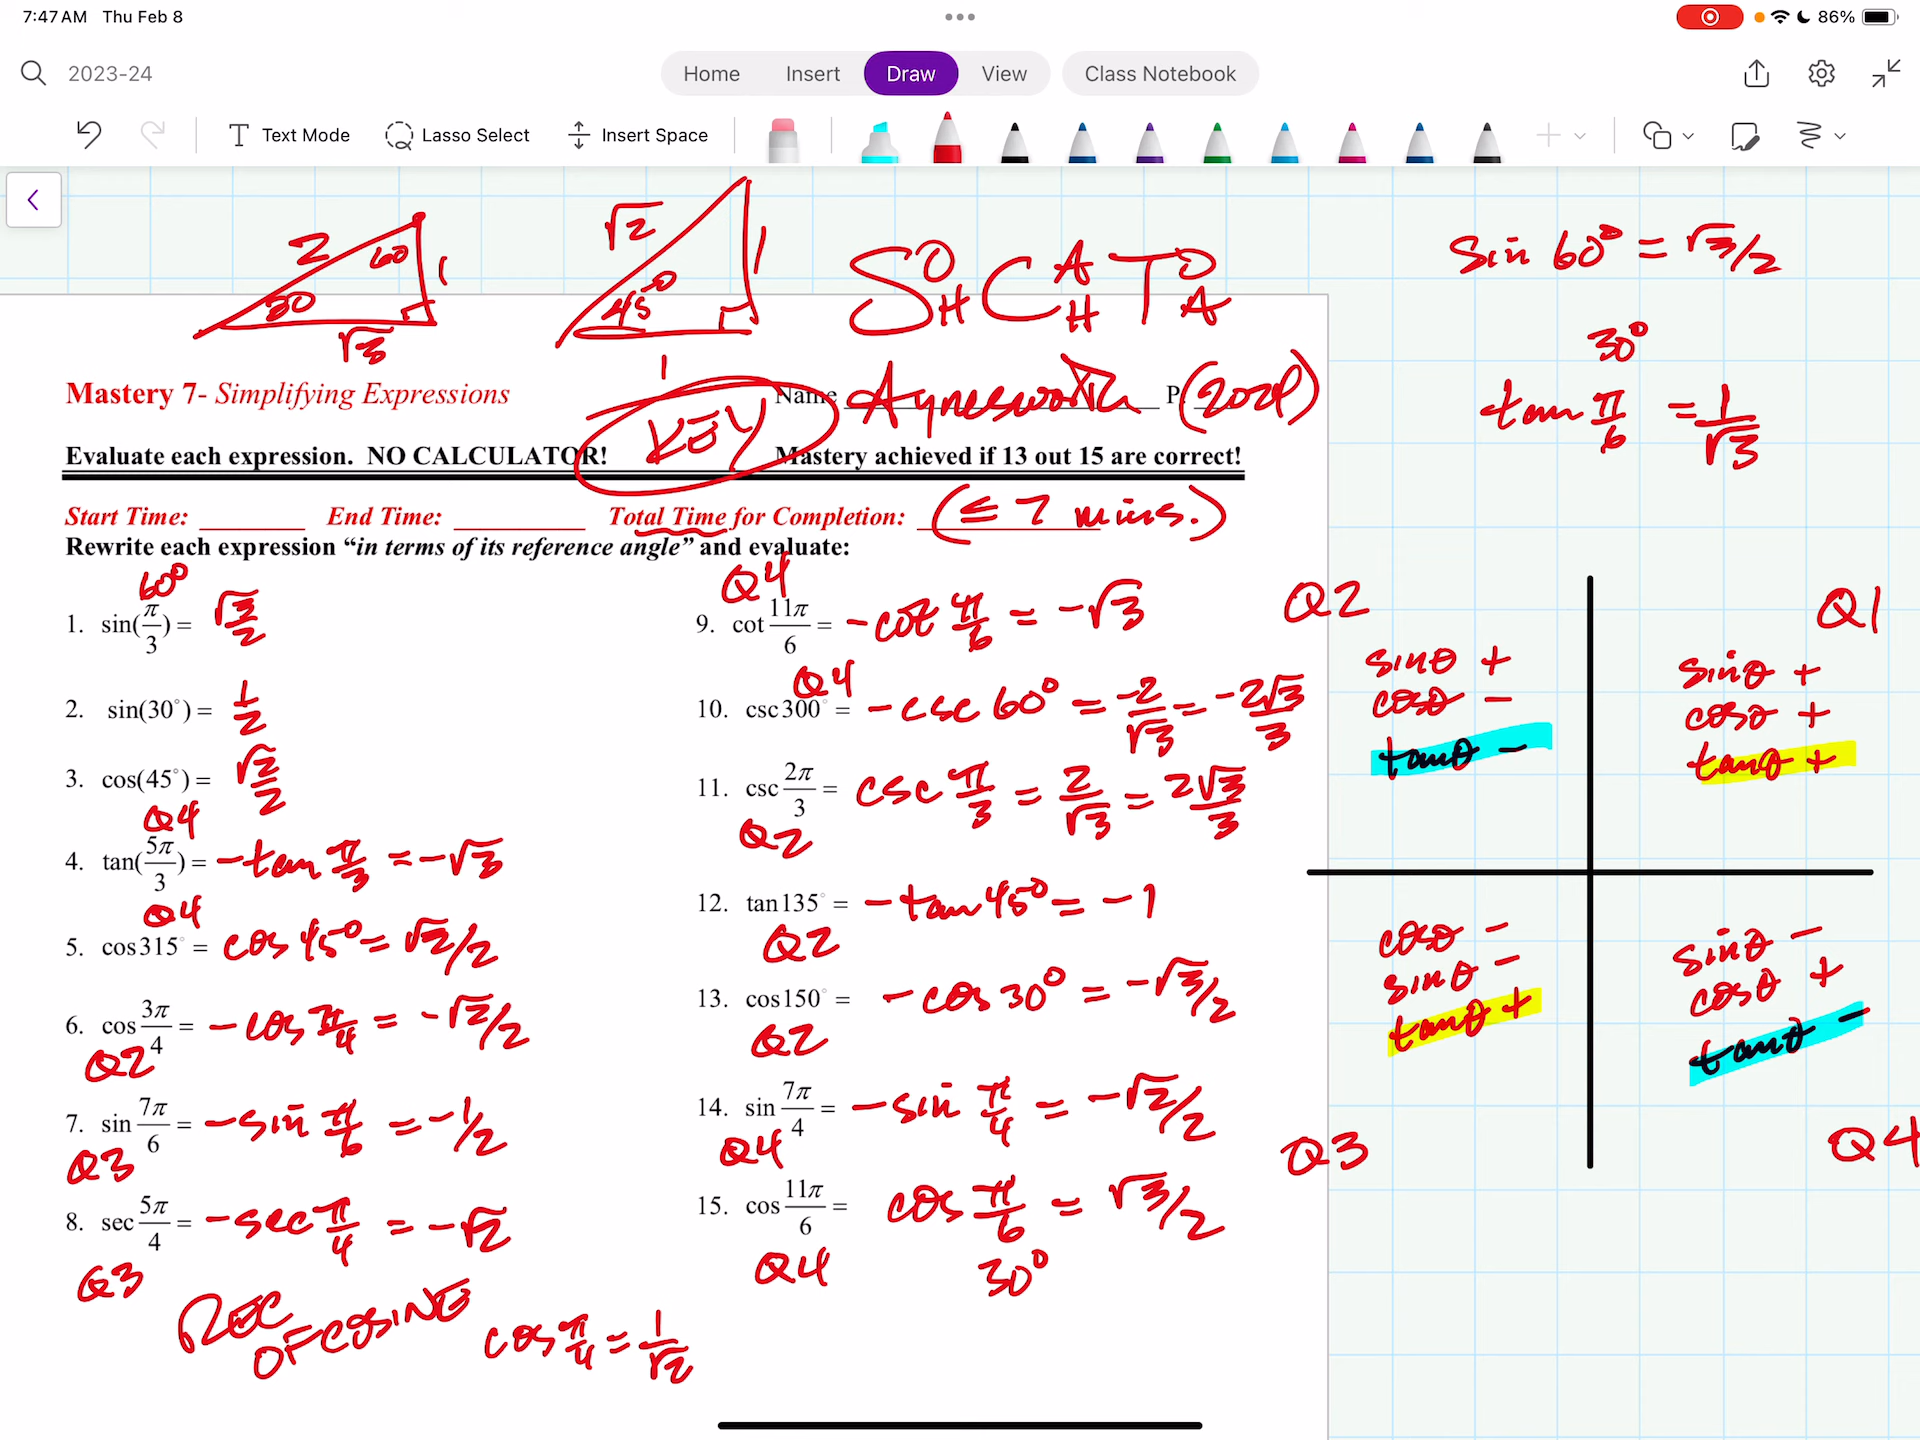 7:47 AM Thu Feb 8
86%
2023-24
Home Insert Draw View Class Notebook
Text Mode Lasso Select Insert Space
2 60 1 30 √3
√2 1 45° 1
S O/H C A/H T O/A
sin 60° = √3/2
30°
tan π/6 = 1/√3
Mastery 7- Simplifying Expressions
Name Aynesworth P. (2024)
KEY
Evaluate each expression. NO CALCULATOR! Mastery achieved if 13 out 15 are correct!
Start Time: End Time: Total Time for Completion: (≤ 7 mins.)
Rewrite each expression “in terms of its reference angle” and evaluate:
60°
1. sin(π/3) = √3/2
2. sin(30°) = 1/2
3. cos(45°) = √2/2
Q4
4. tan(5π/3) = -tan π/3 = -√3
Q4
5. cos315° = cos 45° = √2/2
6. cos 3π/4 = -cos π/4 = -√2/2
Q2
7. sin 7π/6 = -sin π/6 = -1/2
Q3
8. sec 5π/4 = -sec π/4 = -√2
Q3
REC
OF COSINE
cos π/4 = 1/√2
Q4
9. cot 11π/6 = -cot π/6 = -√3
Q4
10. csc300° = -csc 60° = -2/√3 = -2√3/3
11. csc 2π/3 = csc π/3 = 2/√3 = 2√3/3
Q2
12. tan135° = -tan 45° = -1
Q2
13. cos150° = -cos 30° = -√3/2
Q2
14. sin 7π/4 = -sin π/4 = -√2/2
Q4
15. cos 11π/6 = cos π/6 = √3/2
Q4 30°
Q2
sinθ +
cosθ -
tanθ -
Q1
sinθ +
cosθ +
tanθ +
cosθ -
sinθ -
tanθ +
Q3
sinθ -
cosθ +
tanθ -
Q4